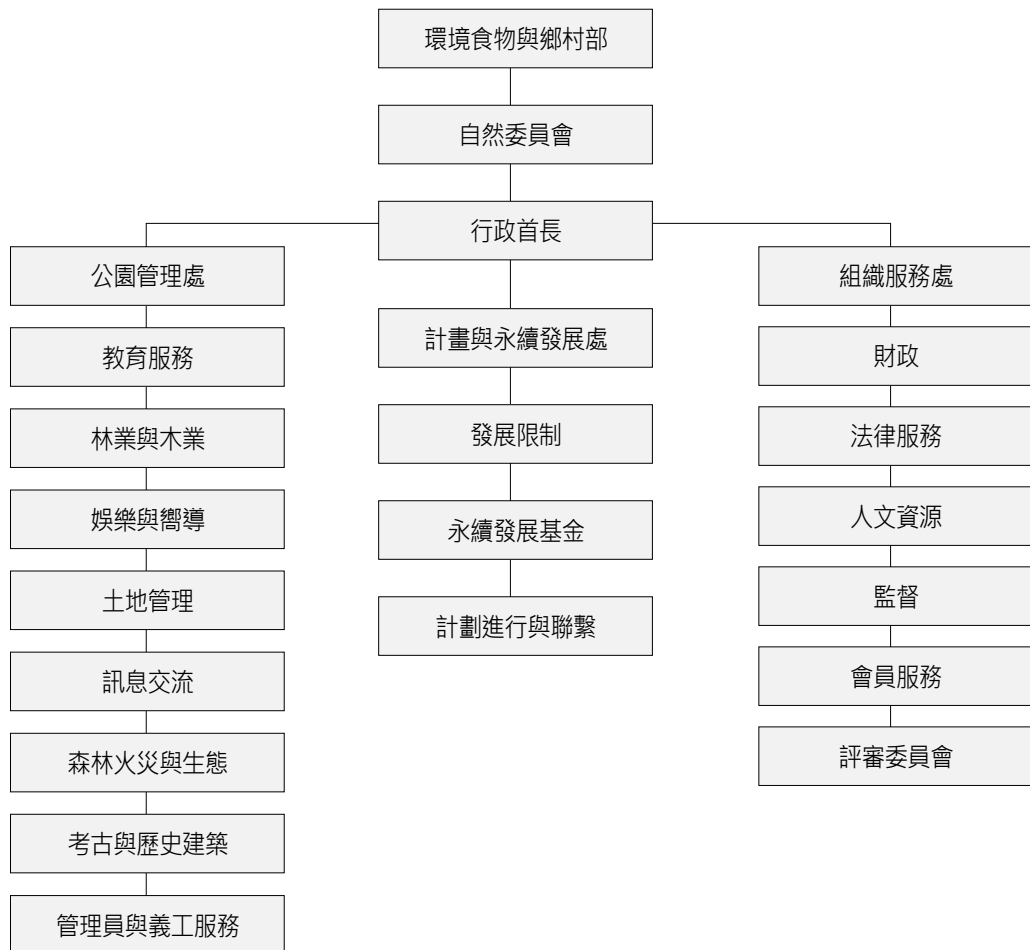 環境食物與鄉村部
自然委員會
行政首長
公園管理處
教育服務
林業與木業
娛樂與嚮導
土地管理
訊息交流
森林火災與生態
考古與歷史建築
管理員與義工服務
計畫與永續發展處
發展限制
永續發展基金
計劃進行與聯繫
組織服務處
財政
法律服務
人文資源
監督
會員服務
評審委員會